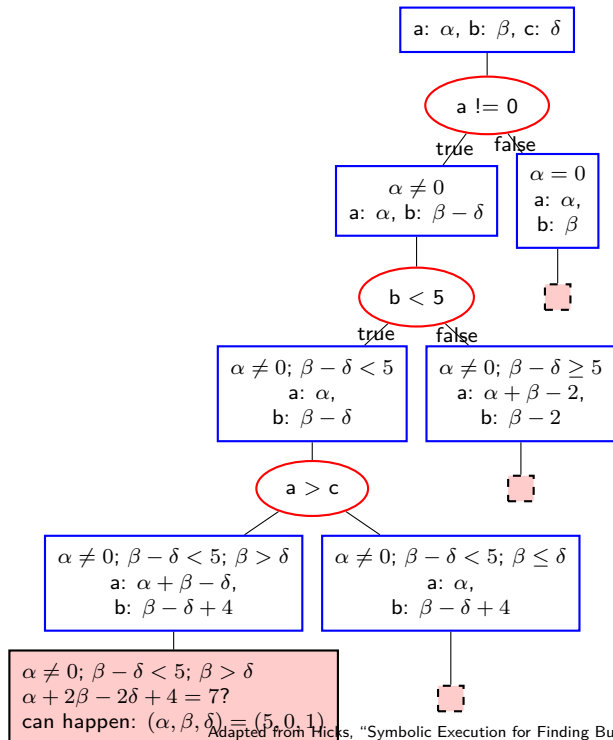 a: α, b: β, c: δ
a != 0
true
false
α ≠ 0
a: α, b: β − δ
α = 0
a: α,
b: β
b < 5
true
false
α ≠ 0; β − δ < 5
a: α,
b: β − δ
α ≠ 0; β − δ ≥ 5
a: α + β − 2,
b: β − 2
a > c
α ≠ 0; β − δ < 5; β > δ
a: α + β − δ,
b: β − δ + 4
α ≠ 0; β − δ < 5; β ≤ δ
a: α,
b: β − δ + 4
α ≠ 0; β − δ < 5; β > δ
α + 2β − 2δ + 4 = 7?
can happen: (α, β, δ) = (5, 0, 1)
Adapted from Hicks, “Symbolic Execution for Finding Bu